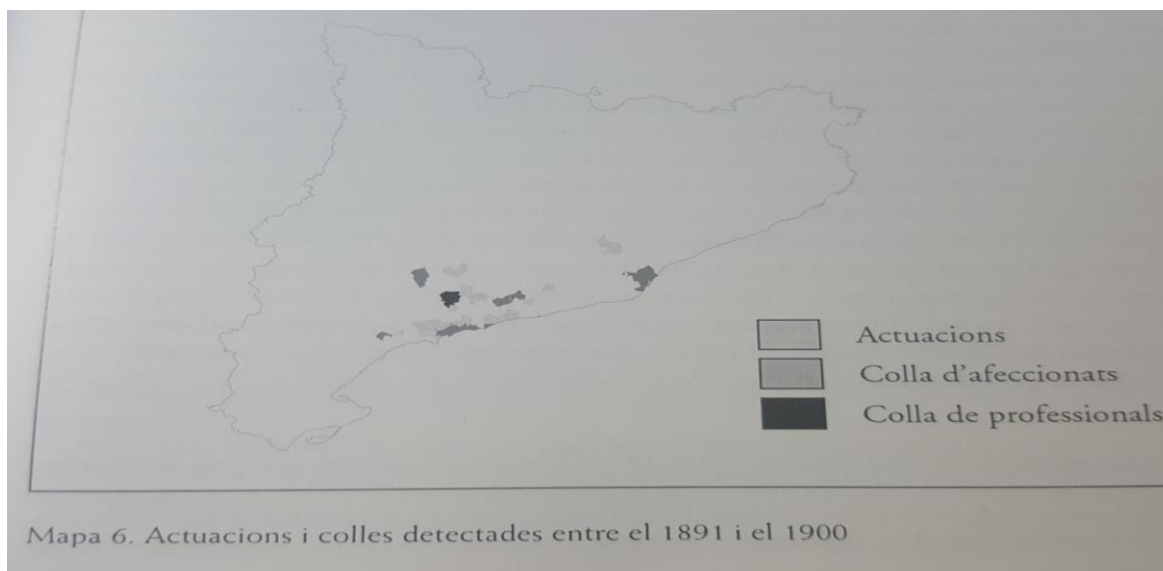 Actuacions
Colla d'afeccionats
Colla de professionals
Mapa 6. Actuacions i colles detectades entre el 1891 i el 1900